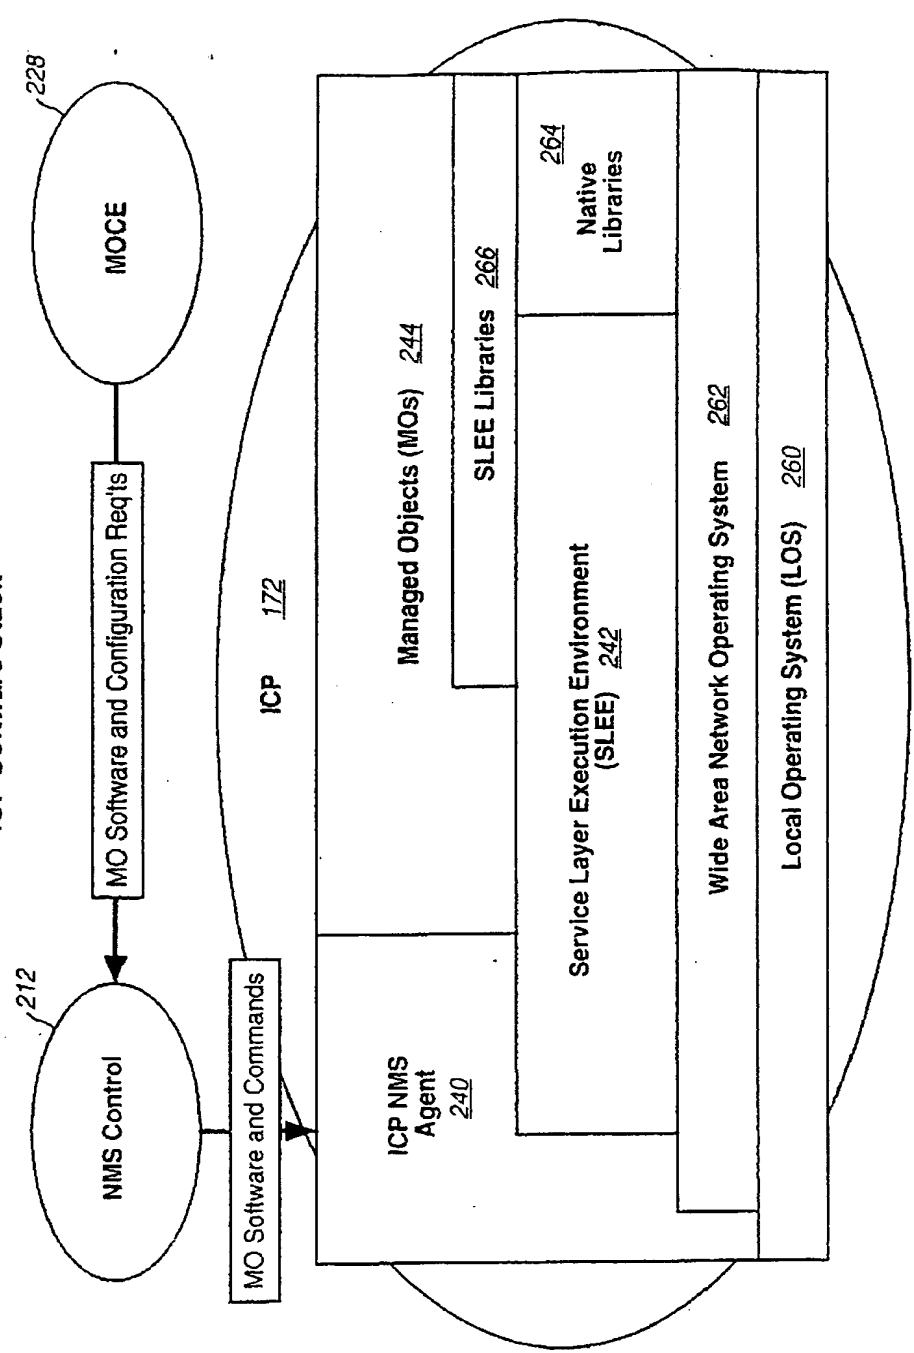 212
NMS Control
MO Software and Configuration Req'ts
228
MOCE
MO Software and Commands
ICP 172
ICP NMS
Agent
240
Managed Objects (MOs) 244
SLEE Libraries 266
Service Layer Execution Environment
(SLEE) 242
264
Native
Libraries
Wide Area Network Operating System 262
Local Operating System (LOS) 260